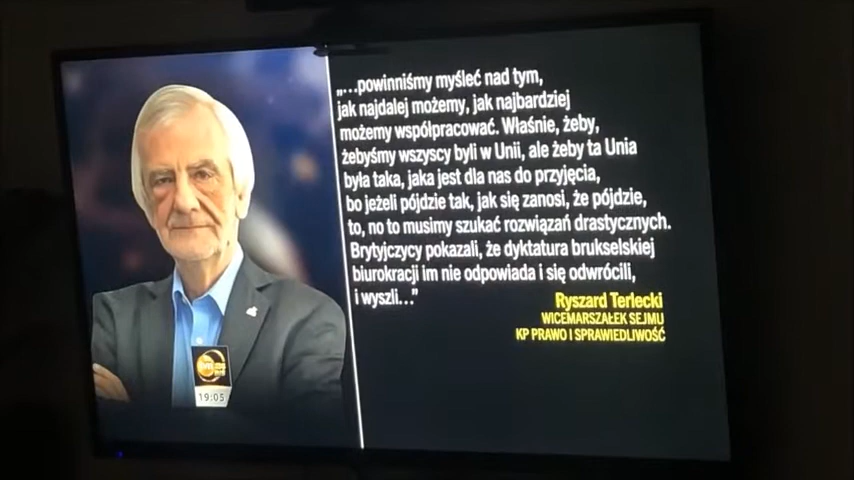 „...powinniśmy myśleć nad tym,
jak najdalej możemy, jak najbardziej
możemy współpracować. Właśnie, żeby,
żebyśmy wszyscy byli w Unii, ale żeby ta Unia
była taka, jaka jest dla nas do przyjęcia,
bo jeżeli pójdzie tak, jak się zanosi, że pójdzie,
to, no to musimy szukać rozwiązań drastycznych.
Brytyjczycy pokazali, że dyktatura brukselskiej
biurokracji im nie odpowiada i się odwrócili,
i wyszli...”
Ryszard Terlecki
WICEMARSZAŁEK SEJMU
KP PRAWO I SPRAWIEDLIWOŚĆ
19:05